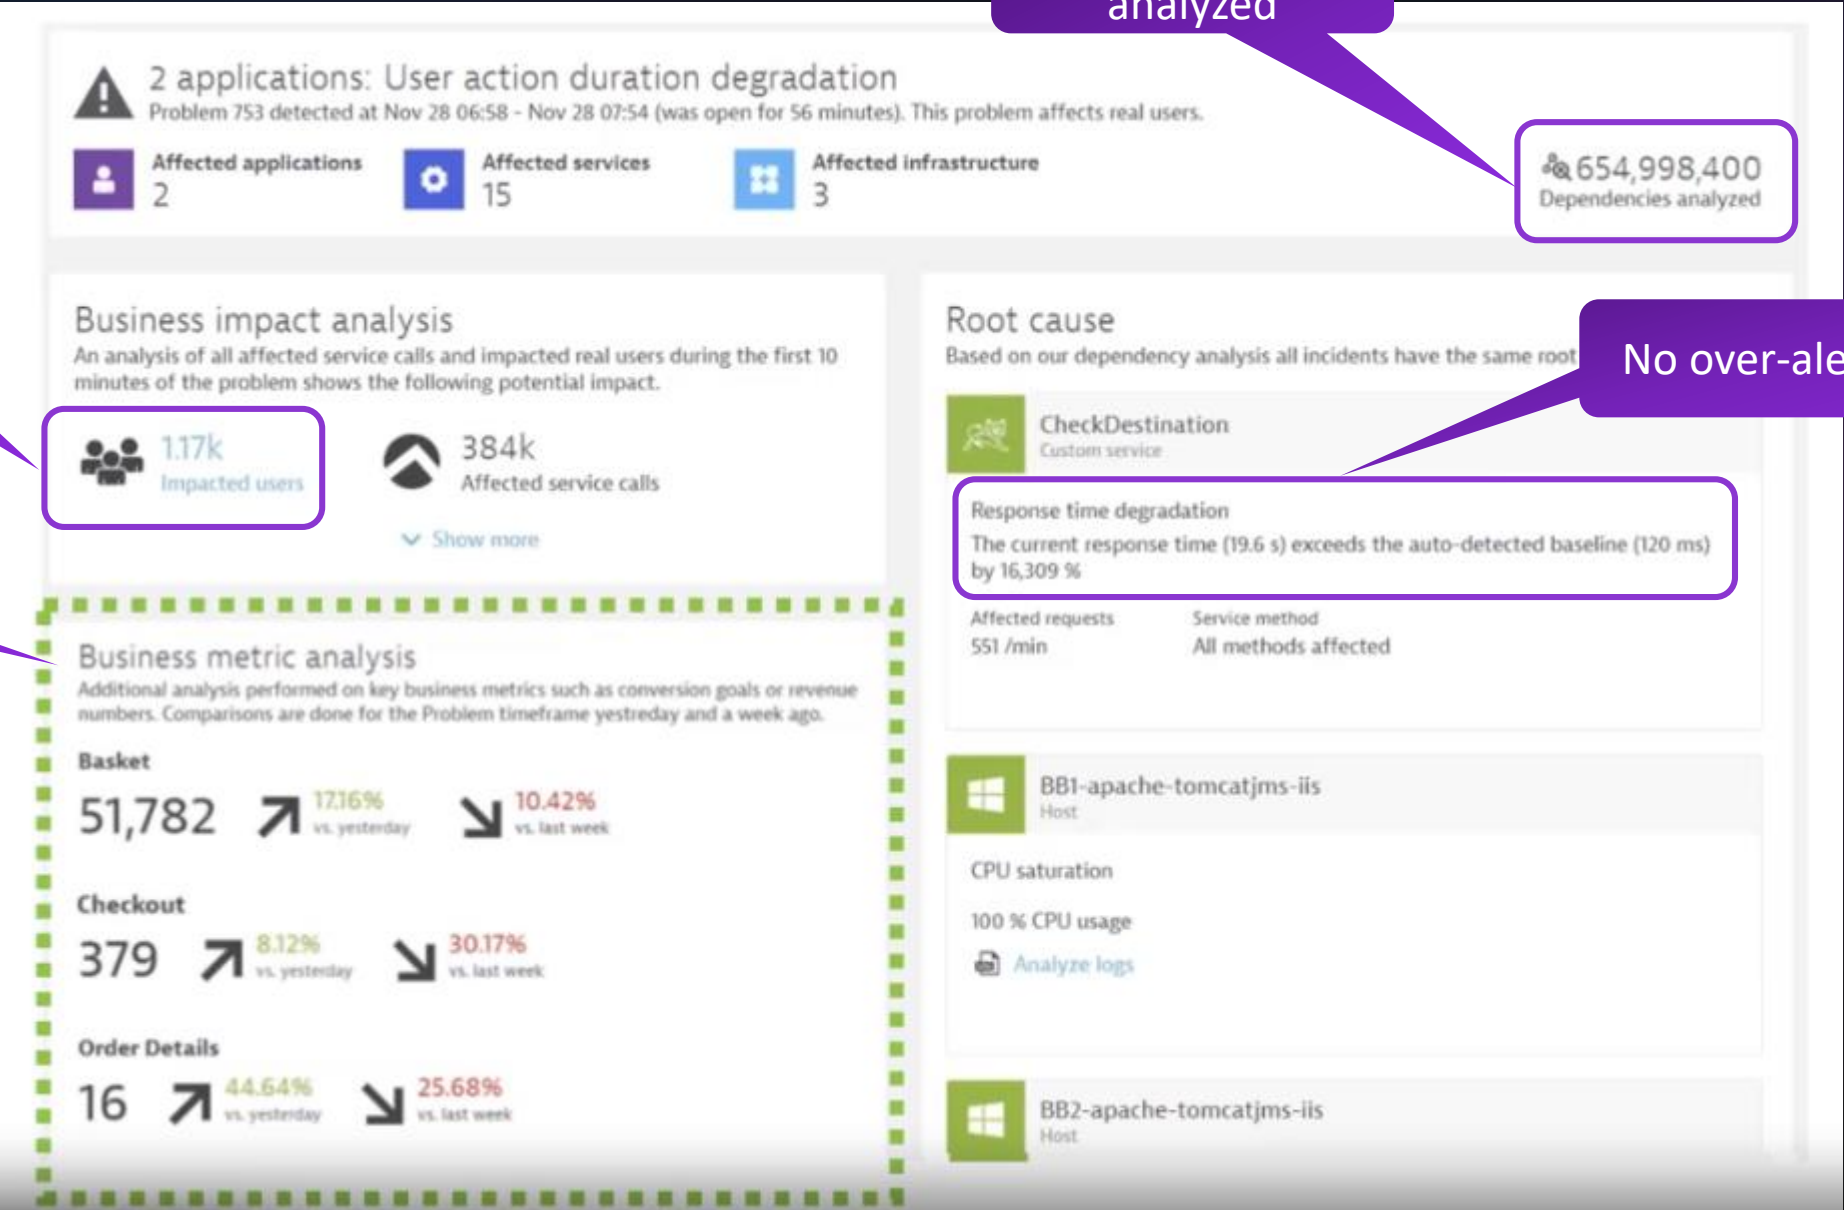 analyzed
2 applications: User action duration degradation
Problem 753 detected at Nov 28 06:58 - Nov 28 07:54 (was open for 56 minutes). This problem affects real users.
Affected applications
2
Affected services
15
Affected infrastructure
3
654,998,400
Dependencies analyzed
Business impact analysis
An analysis of all affected service calls and impacted real users during the first 10
minutes of the problem shows the following potential impact.
1.17k
Impacted users
384k
Affected service calls
Show more
Business metric analysis
Additional analysis performed on key business metrics such as conversion goals or revenue
numbers. Comparisons are done for the Problem timeframe yestreday and a week ago.
Basket
51,782
17.16%
vs. yesterday
10.42%
vs. last week
Checkout
379
8.12%
vs. yesterday
30.17%
vs. last week
Order Details
16
44.64%
vs. yesterday
25.68%
vs. last week
Root cause
Based on our dependency analysis all incidents have the same root
No over-ale
CheckDestination
Custom service
Response time degradation
The current response time (19.6 s) exceeds the auto-detected baseline (120 ms)
by 16,309 %
Affected requests
551 /min
Service method
All methods affected
BB1-apache-tomcatjms-iis
Host
CPU saturation
100 % CPU usage
Analyze logs
BB2-apache-tomcatjms-iis
Host